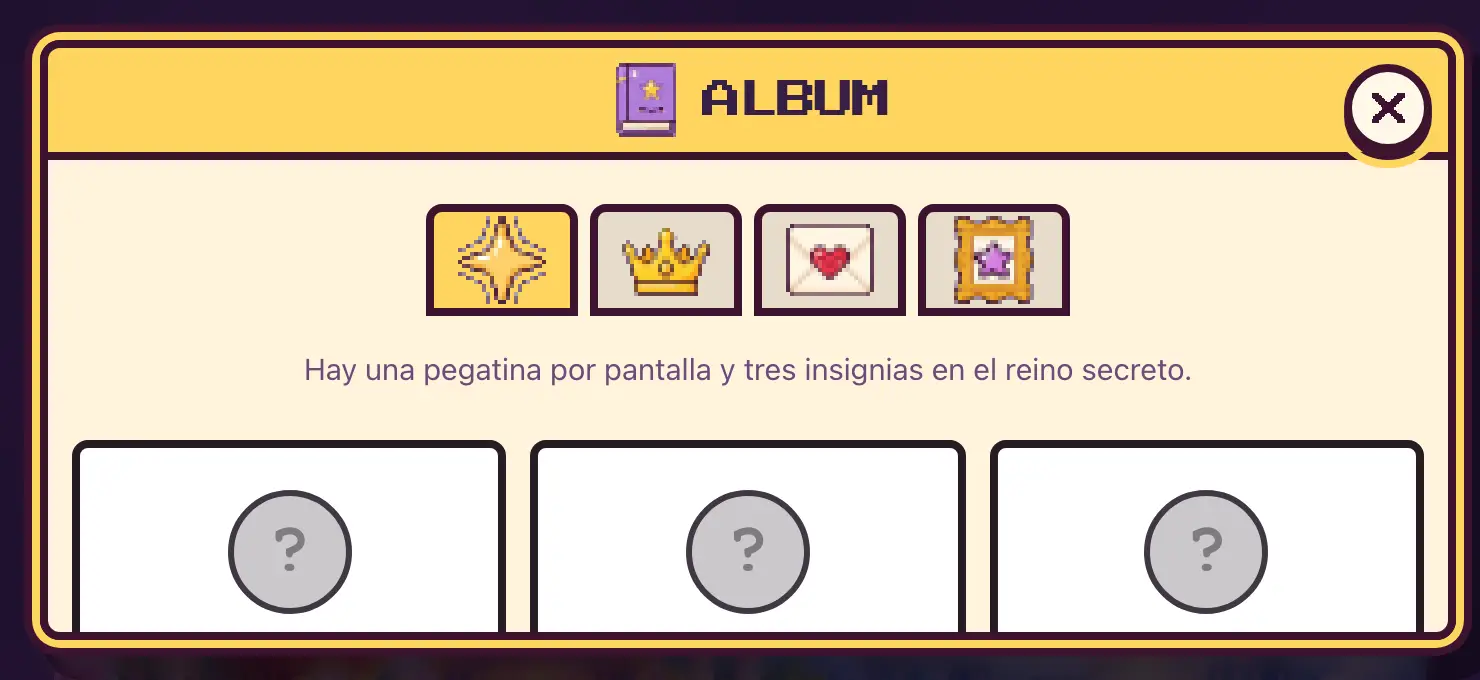 ALBUM
Hay una pegatina por pantalla y tres insignias en el reino secreto.
? ? ?